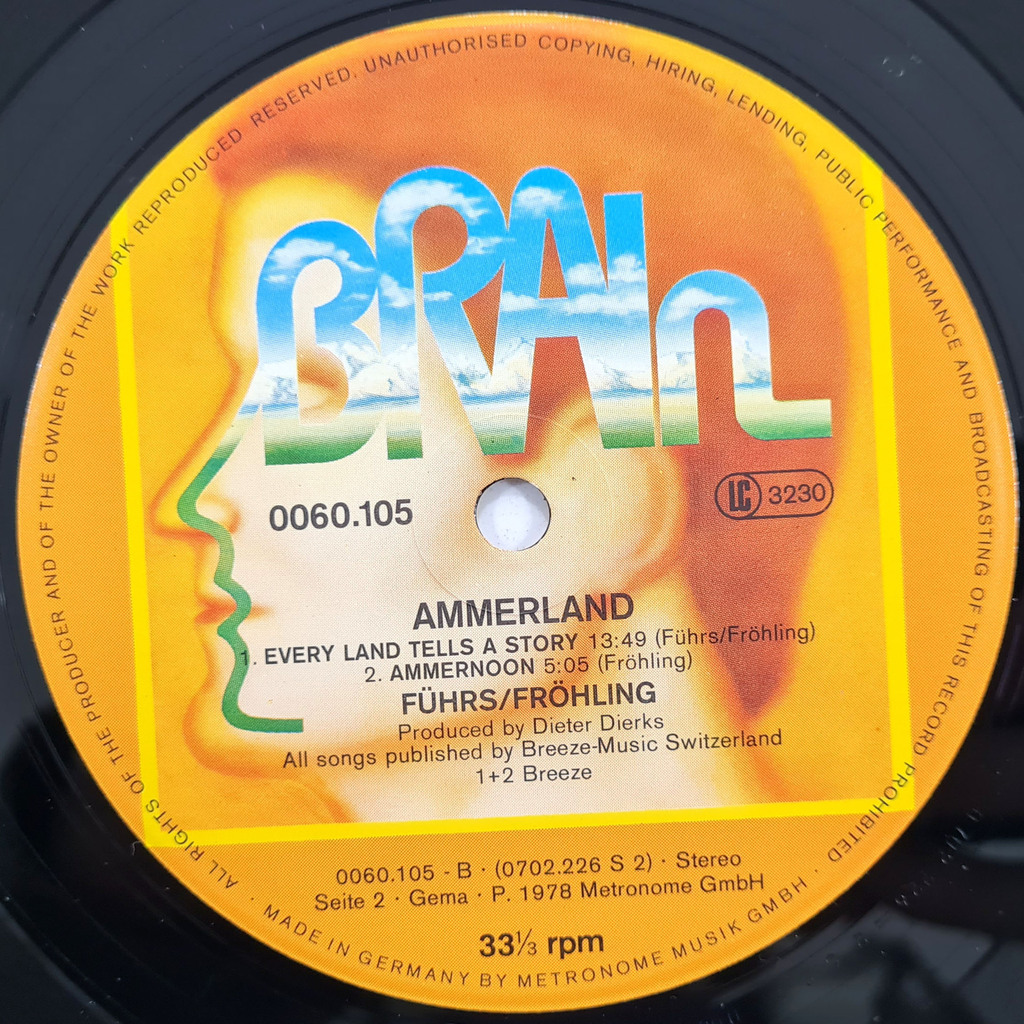 ALL RIGHTS OF THE PRODUCER AND OF THE OWNER OF THE WORK REPRODUCED RESERVED. UNAUTHORISED COPYING, HIRING, LENDING, PUBLIC PERFORMANCE AND BROADCASTING OF THIS RECORD PROHIBITED
BRAIn
0060.105
LC 3230
AMMERLAND
1. EVERY LAND TELLS A STORY 13:49 (Führs/Fröhling)
2. AMMERNOON 5:05 (Fröhling)
FÜHRS/FRÖHLING
Produced by Dieter Dierks
All songs published by Breeze-Music Switzerland
1+2 Breeze
0060.105 - B · (0702.226 S 2) · Stereo
Seite 2 · Gema · P. 1978 Metronome GmbH
33⅓ rpm
· MADE IN GERMANY BY METRONOME MUSIK GMBH ·